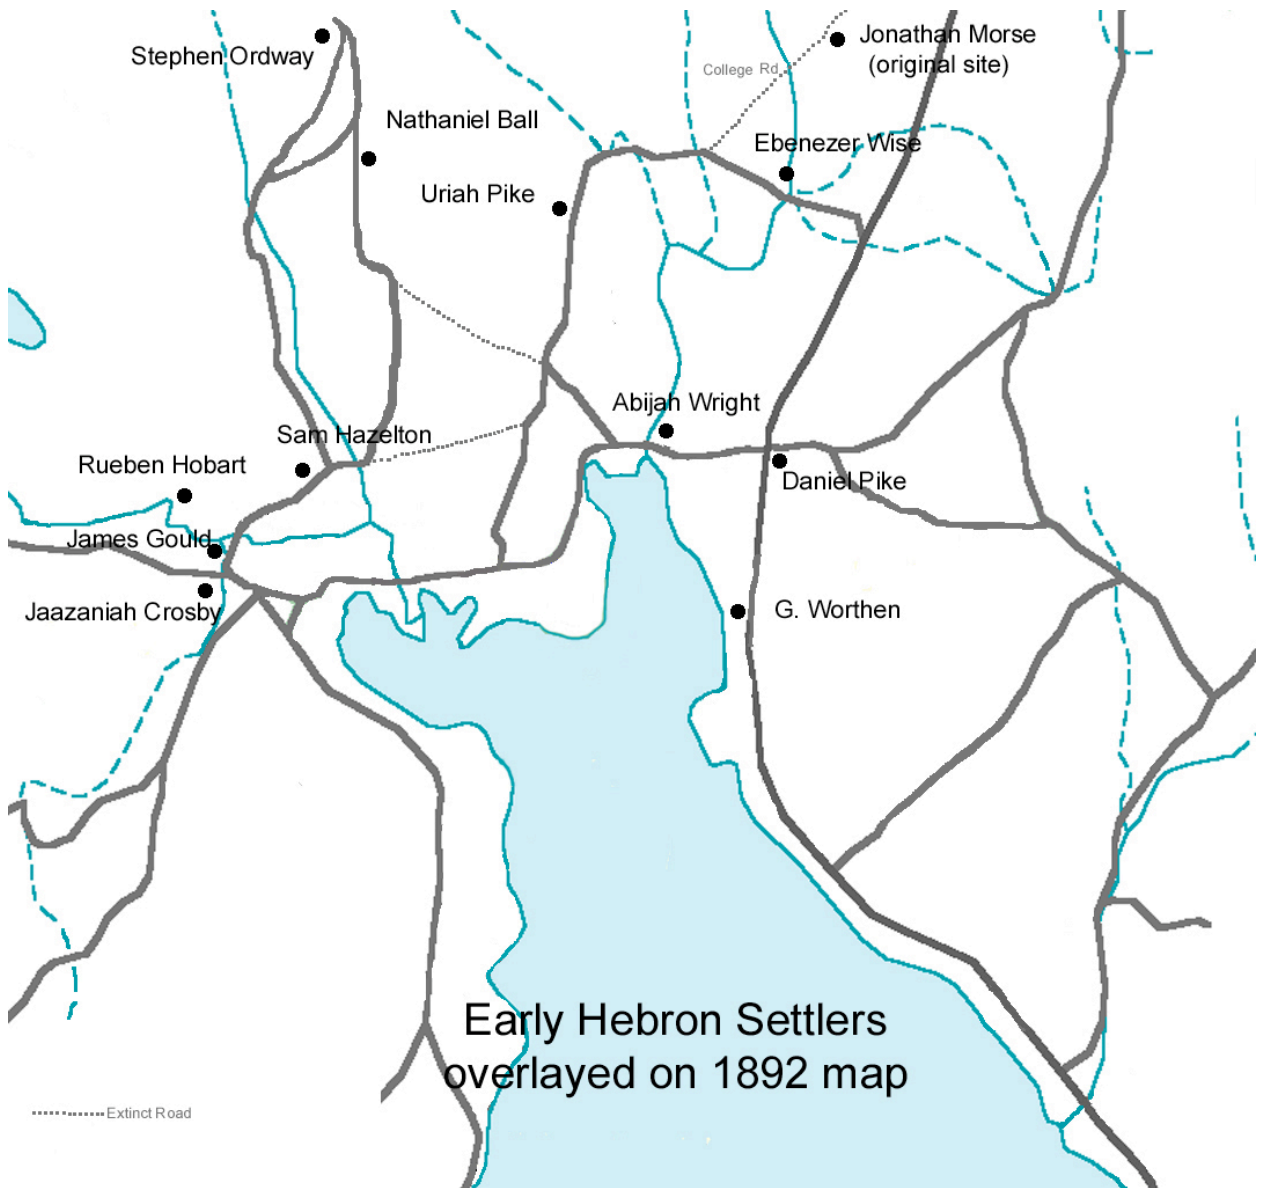 Stephen Ordway
Jonathan Morse
(original site)
College Rd
Nathaniel Ball
Ebenezer Wise
Uriah Pike
Abijah Wright
Sam Hazelton
Rueben Hobart
Daniel Pike
James Gould
Jaazaniah Crosby
G. Worthen
Early Hebron Settlers
overlayed on 1892 map
Extinct Road